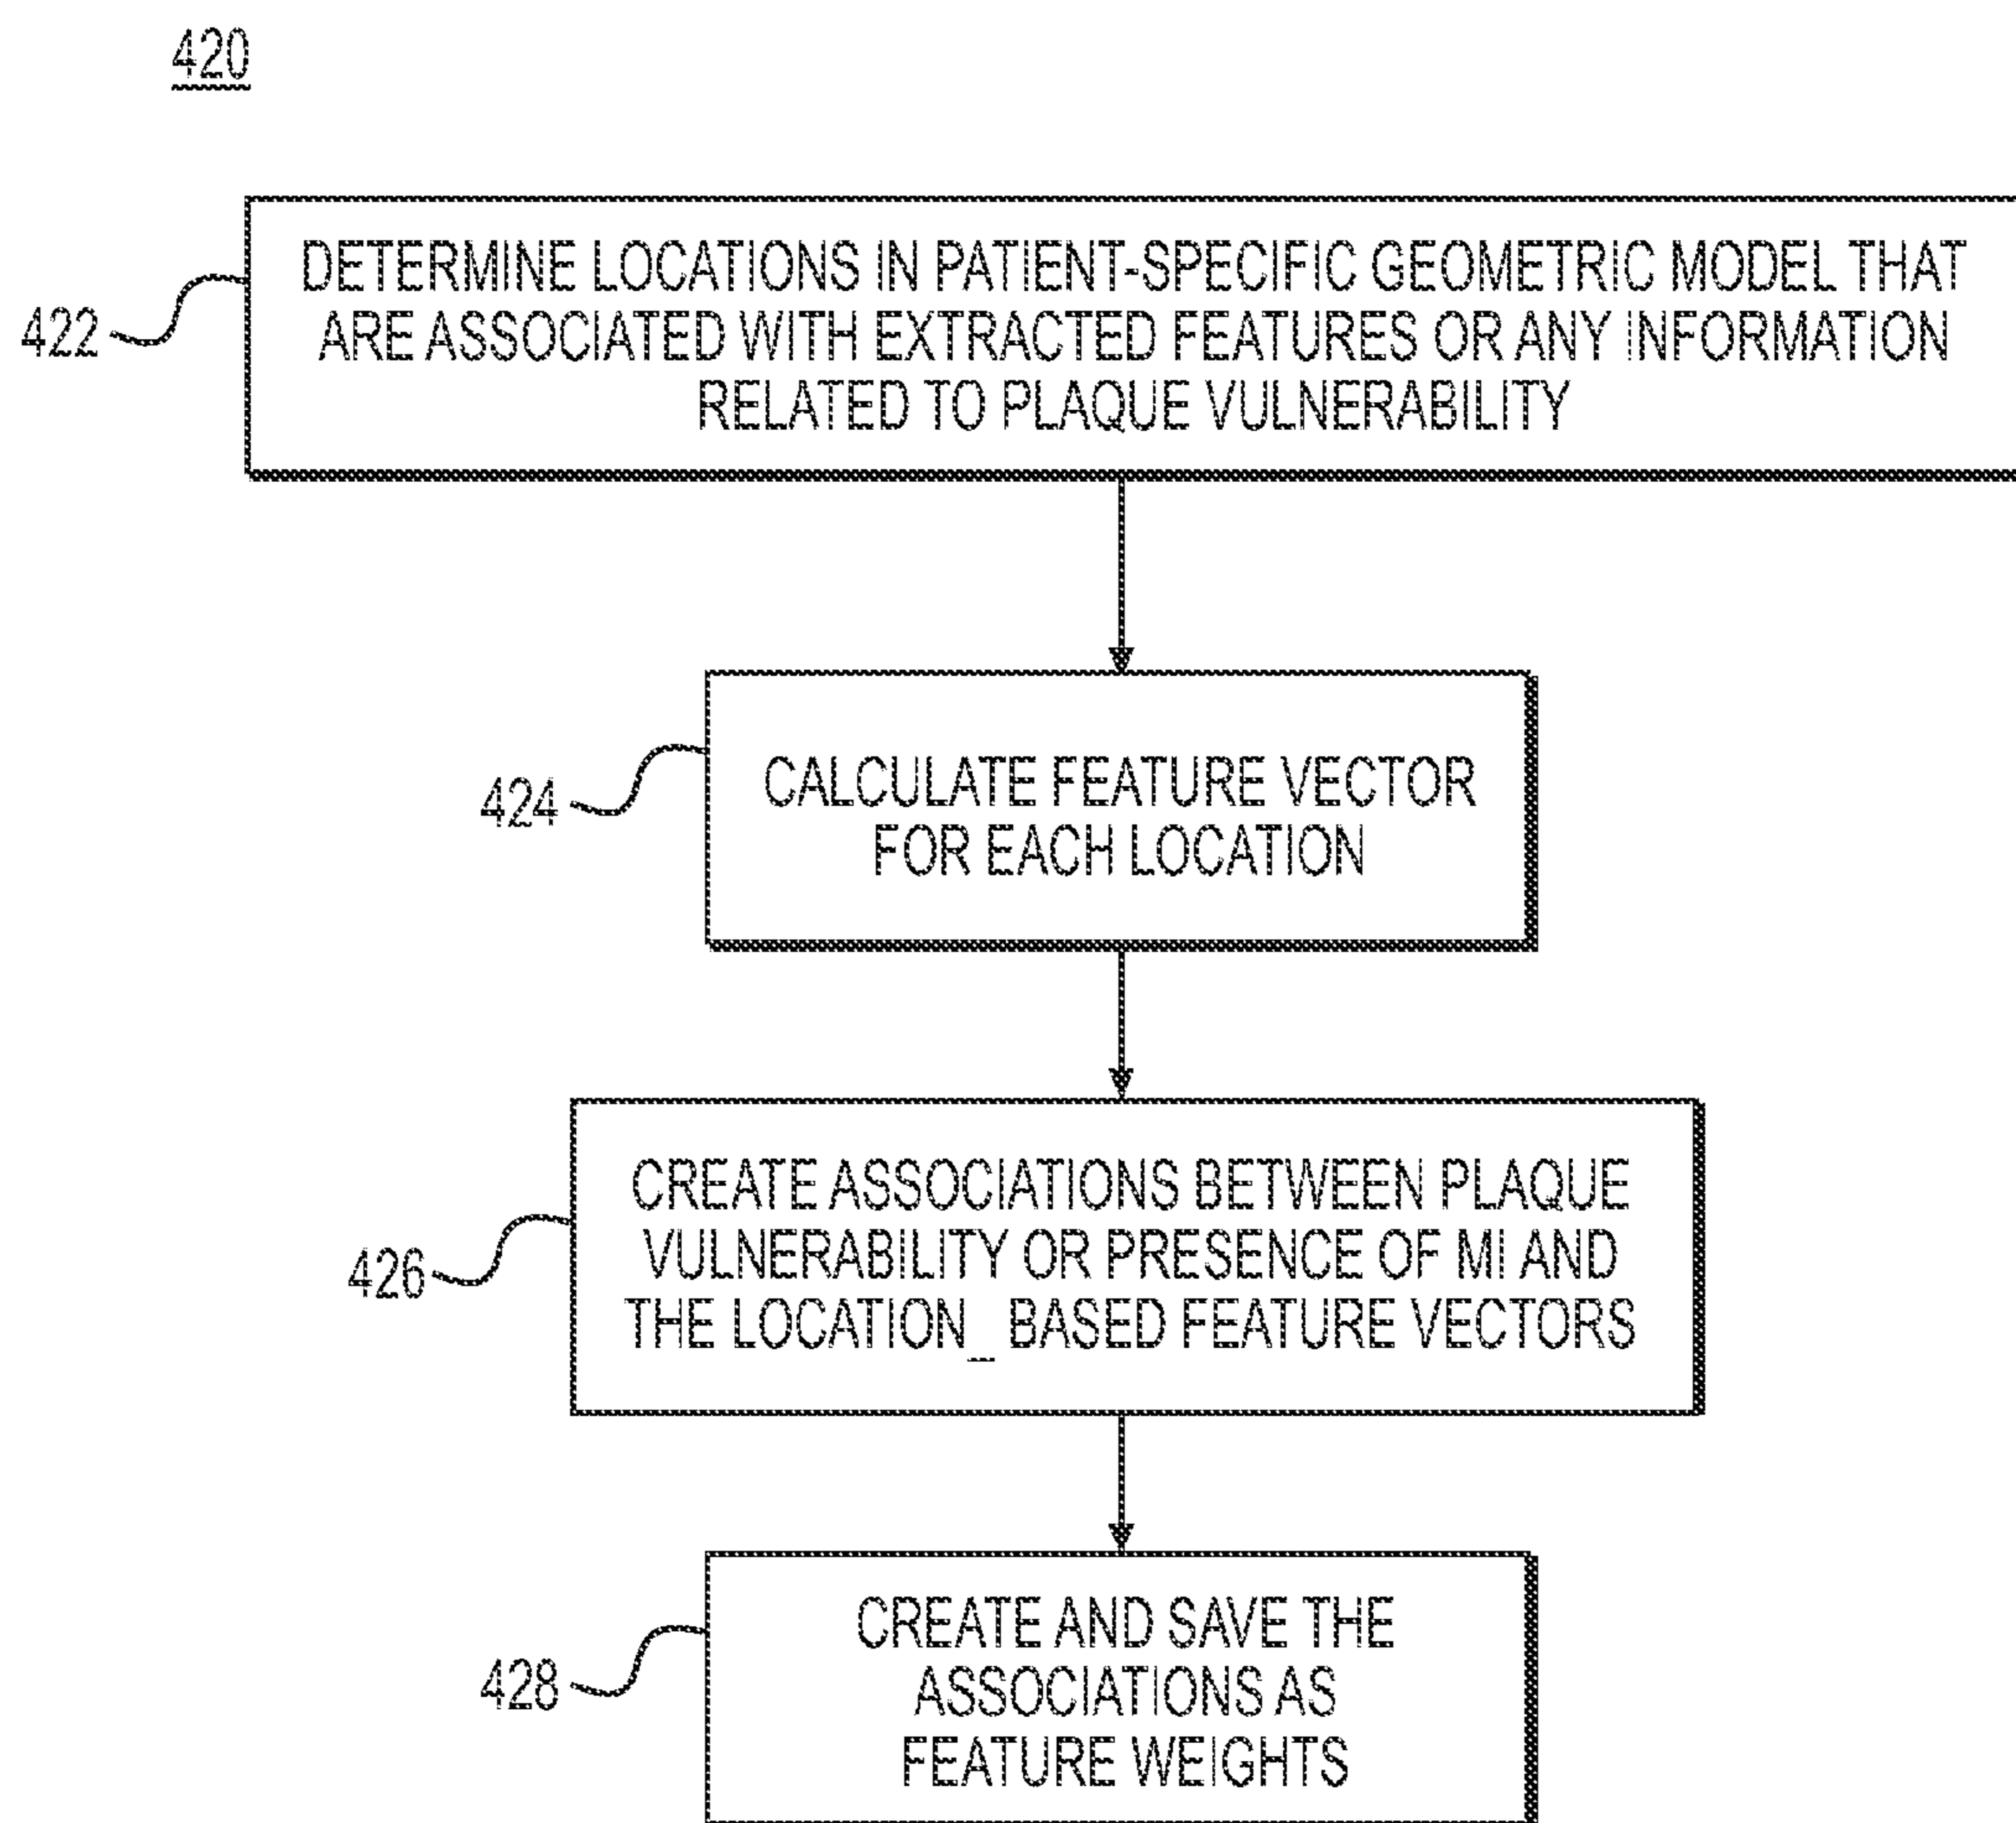 420
422
DETERMINE LOCATIONS IN PATIENT-SPECIFIC GEOMETRIC MODEL THAT
ARE ASSOCIATED WITH EXTRACTED FEATURES OR ANY INFORMATION
RELATED TO PLAQUE VULNERABILITY
424
CALCULATE FEATURE VECTOR
FOR EACH LOCATION
426
CREATE ASSOCIATIONS BETWEEN PLAQUE
VULNERABILITY OR PRESENCE OF MI AND
THE LOCATION_ BASED FEATURE VECTORS
428
CREATE AND SAVE THE
ASSOCIATIONS AS
FEATURE WEIGHTS